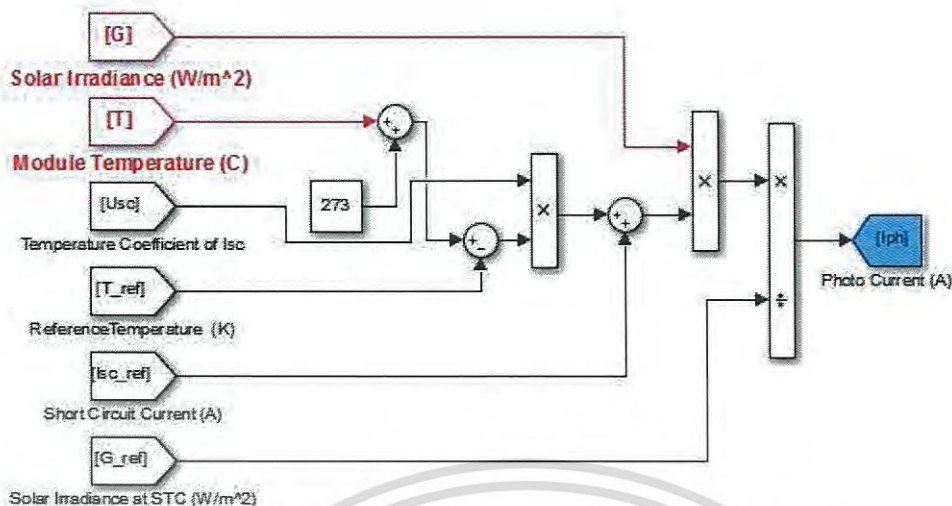 [G]
Solar Irradiance (W/m^2)
[T]
Module Temperature (C)
[Usc]
Temperature Coefficient of Isc
273
[T_ref]
ReferenceTemperature (K)
[Isc_ref]
Short Circuit Current (A)
[G_ref]
Solar Irradiance at STC (W/m^2)
+
+
+
-
×
+
+
×
×
÷
[Iph]
Photo Current (A)